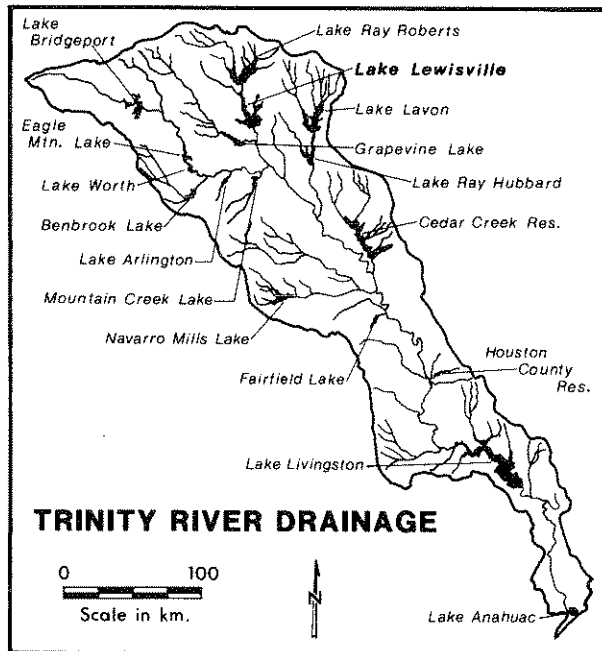 Lake
Bridgeport
Lake Ray Roberts
Lake Lewisville
Lake Lavon
Eagle
Mtn. Lake
Grapevine Lake
Lake Worth
Lake Ray Hubbard
Benbrook Lake
Cedar Creek Res.
Lake Arlington
Mountain Creek Lake
Navarro Mills Lake
Fairfield Lake
Houston
County
Res.
Lake Livingston
TRINITY RIVER DRAINAGE
0 100
Scale in km.
N
Lake Anahuac